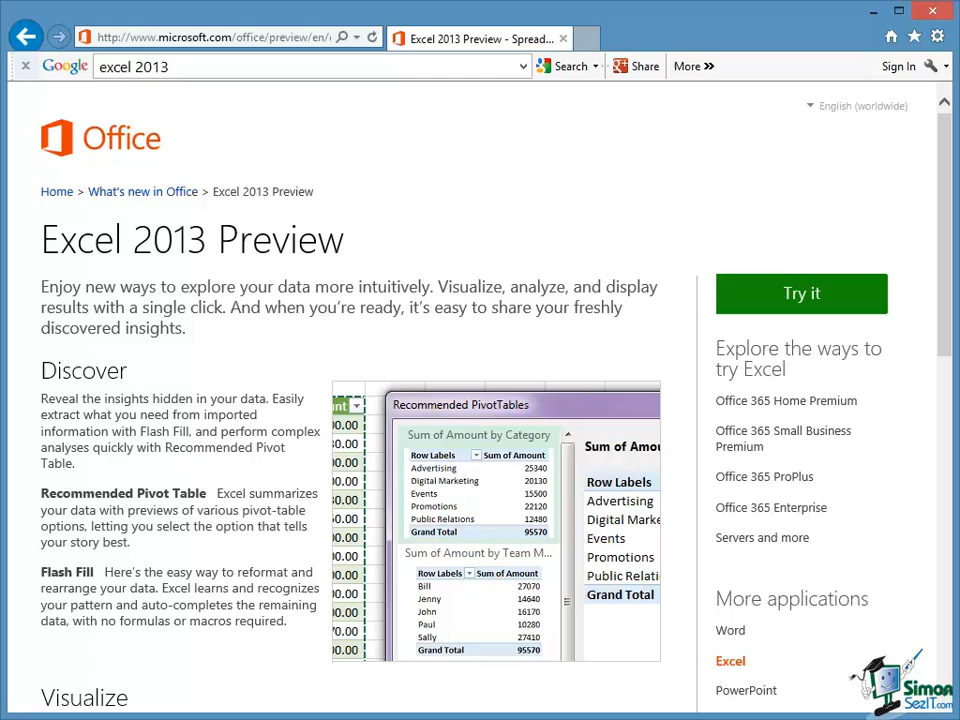 http://www.microsoft.com/office/preview/en/
Excel 2013 Preview - Spread...
Google
excel 2013
Search
Share
More »
Sign In
English (worldwide)
Office
Home > What's new in Office > Excel 2013 Preview
Excel 2013 Preview
Enjoy new ways to explore your data more intuitively. Visualize, analyze, and display
results with a single click. And when you're ready, it's easy to share your freshly
discovered insights.
Discover
Reveal the insights hidden in your data. Easily
extract what you need from imported
information with Flash Fill, and perform complex
analyses quickly with Recommended Pivot
Table.
Recommended Pivot Table Excel summarizes
your data with previews of various pivot-table
options, letting you select the option that tells
your story best.
Flash Fill Here's the easy way to reformat and
rearrange your data. Excel learns and recognizes
your pattern and auto-completes the remaining
data, with no formulas or macros required.
Visualize
Recommended PivotTables
Sum of Amount by Category
Row Labels Sum of Amount
Advertising 25340
Digital Marketing 20130
Events 15500
Promotions 22120
Public Relations 12480
Grand Total 95570
Sum of Amount by Team M...
Row Labels Sum of Amount
Bill 27070
Jenny 14640
John 16170
Paul 10280
Sally 27410
Grand Total 95570
Sum of Amou
Row Labels
Advertising
Digital Marke
Events
Promotions
Public Relati
Grand Total
Try it
Explore the ways to
try Excel
Office 365 Home Premium
Office 365 Small Business
Premium
Office 365 ProPlus
Office 365 Enterprise
Servers and more
More applications
Word
Excel
PowerPoint
Simon
SezIT.com